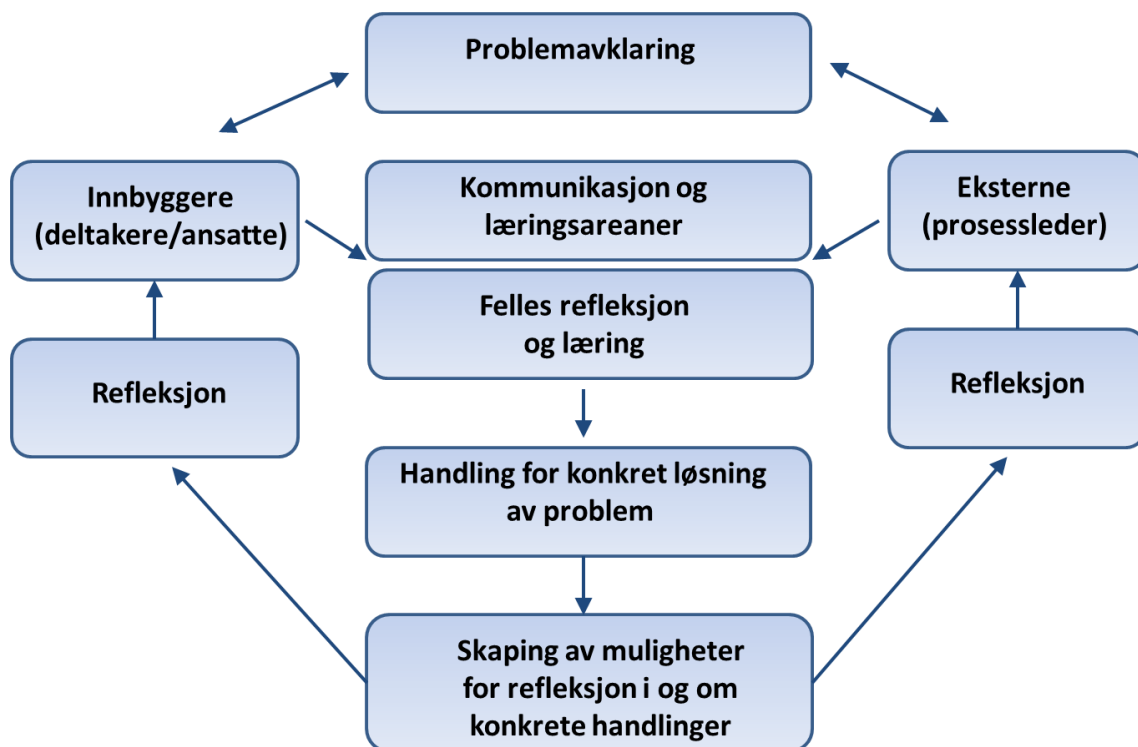 Problemavklaring
Innbyggere
(deltakere/ansatte)
Kommunikasjon og
læringsareaner
Eksterne
(prosessleder)
Felles refleksjon
og læring
Refleksjon
Refleksjon
Handling for konkret løsning
av problem
Skaping av muligheter
for refleksjon i og om
konkrete handlinger